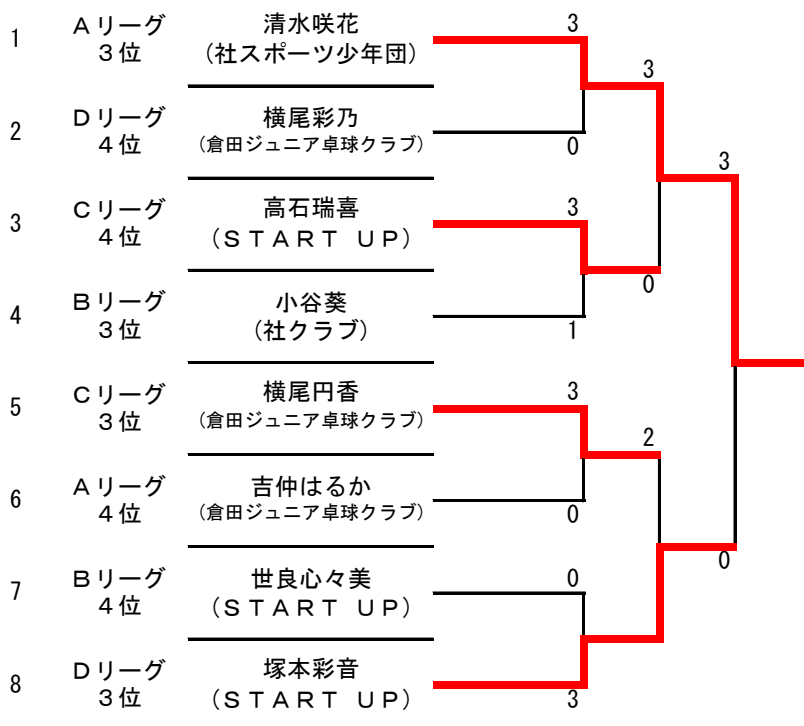 1 Aリーグ 3位 清水咲花 3
(社スポーツ少年団) 3
2 Dリーグ 4位 横尾彩乃
(倉田ジュニア卓球クラブ) 0 3
3 Cリーグ 4位 高石瑞喜 3
(START UP) 0
4 Bリーグ 3位 小谷葵
(社クラブ) 1
5 Cリーグ 3位 横尾円香 3
(倉田ジュニア卓球クラブ) 2
6 Aリーグ 4位 吉仲はるか
(倉田ジュニア卓球クラブ) 0 0
7 Bリーグ 4位 世良心々美 0
(START UP)
8 Dリーグ 3位 塚本彩音
(START UP) 3